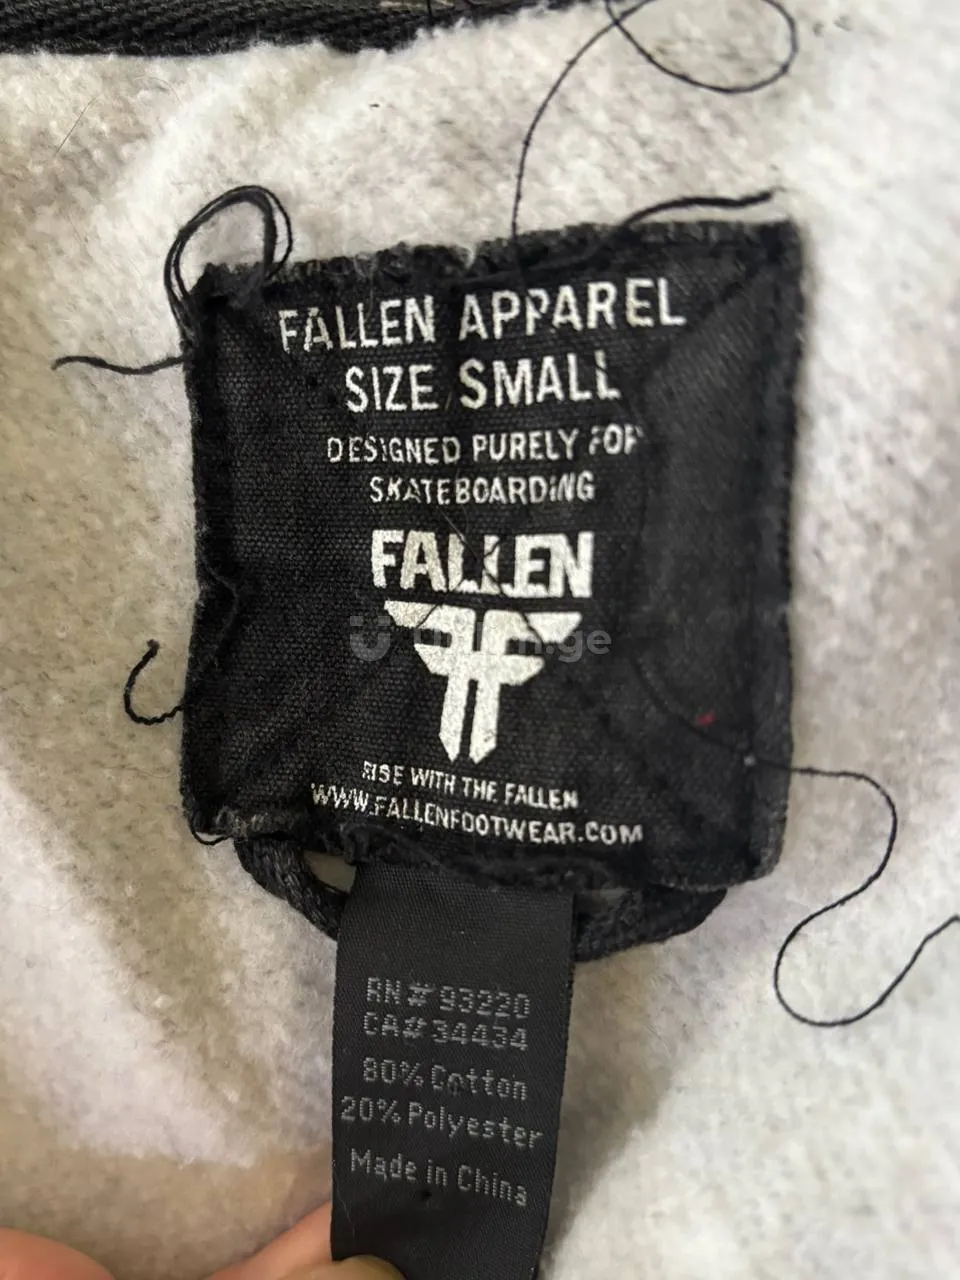 FALLEN APPAREL
SIZE SMALL
DESIGNED PURELY FOR
SKATEBOARDING
FALLEN
RISE WITH THE FALLEN
WWW.FALLENFOOTWEAR.COM
RN# 93220
CA# 34434
80% Cotton
20% Polyester
Made in China